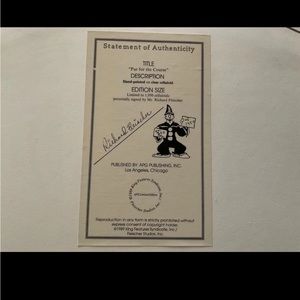 Statement of Authenticity
TITLE
"Par for the Course"
DESCRIPTION
Hand-painted on clear celluloid.
EDITION SIZE
Limited to 1,000 celluloids
personally signed by Mr. Richard Fleischer
Richard Fleischer
PUBLISHED BY APG PUBLISHING, INC.
Los Angeles, Chicago
Reproduction in any form is strictly prohibited without
express consent of copyright holder.
©1989 King Features Syndicate, Inc./
Fleischer Studios, Inc.